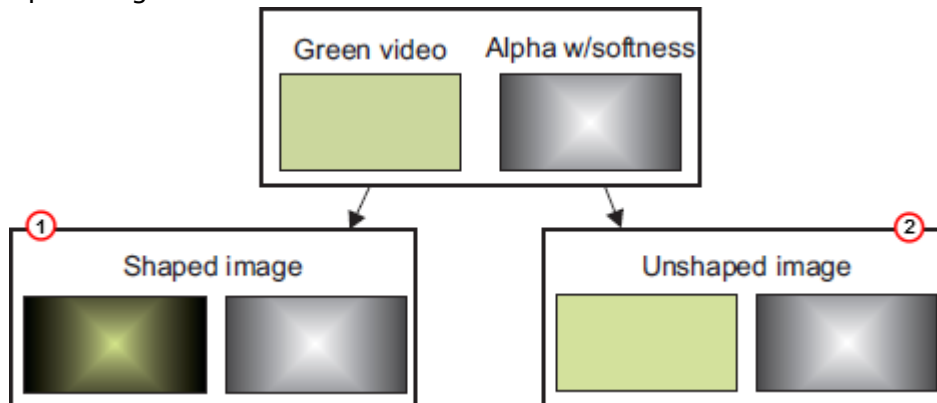 Green video
Alpha w/softness
1
2
Shaped image
Unshaped image